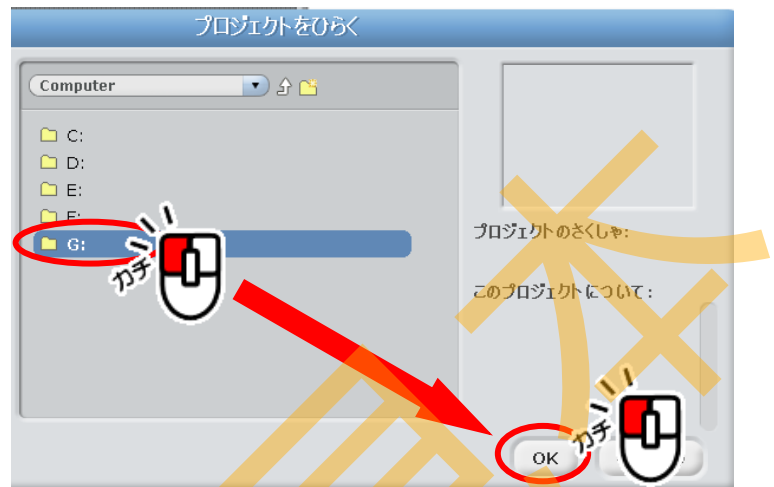 プロジェクトをひらく
Computer
C:
D:
E:
F:
G:
カチ
プロジェクトのさくしゃ:
このプロジェクトについて:
カチ
OK